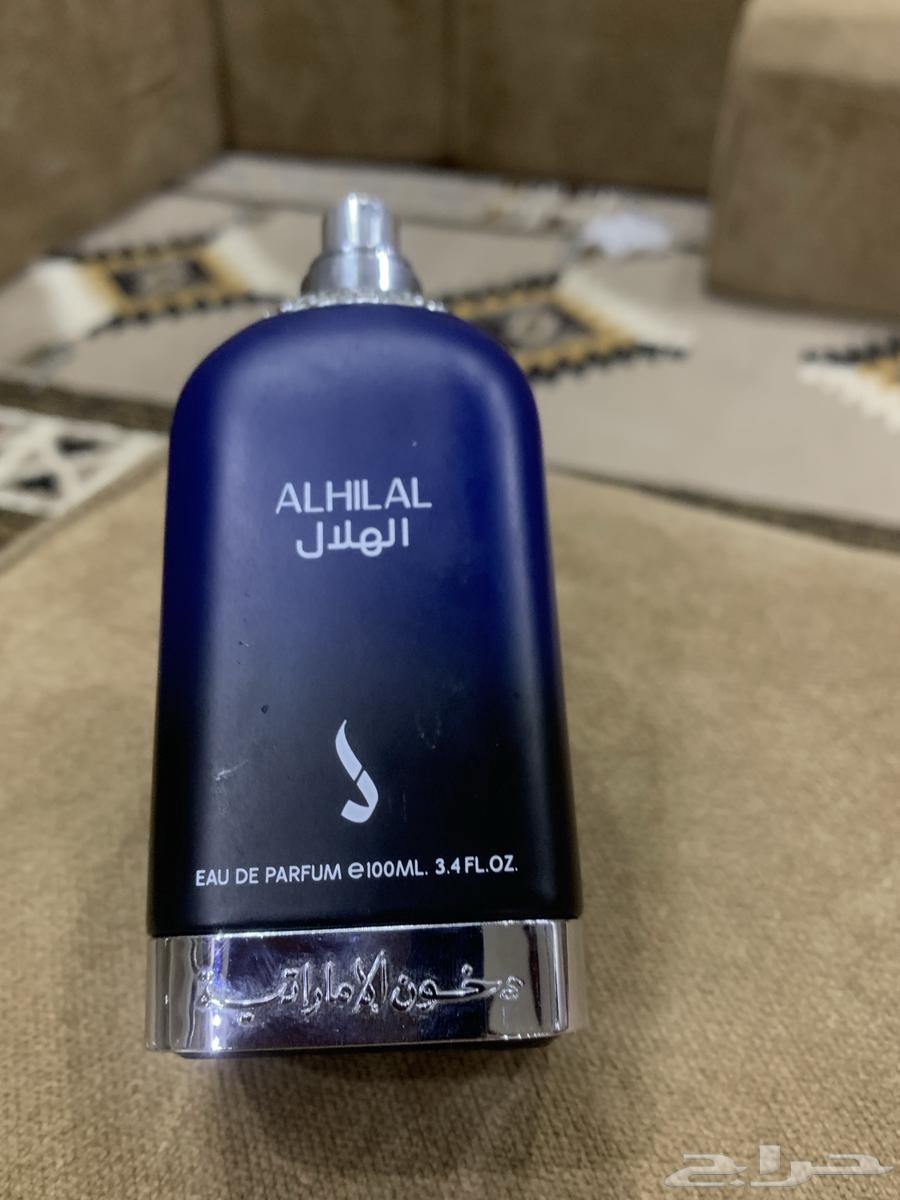 ALHILAL
الهلال
EAU DE PARFUM e100ML. 3.4 FL.OZ.
دخون الإماراتية
حراج